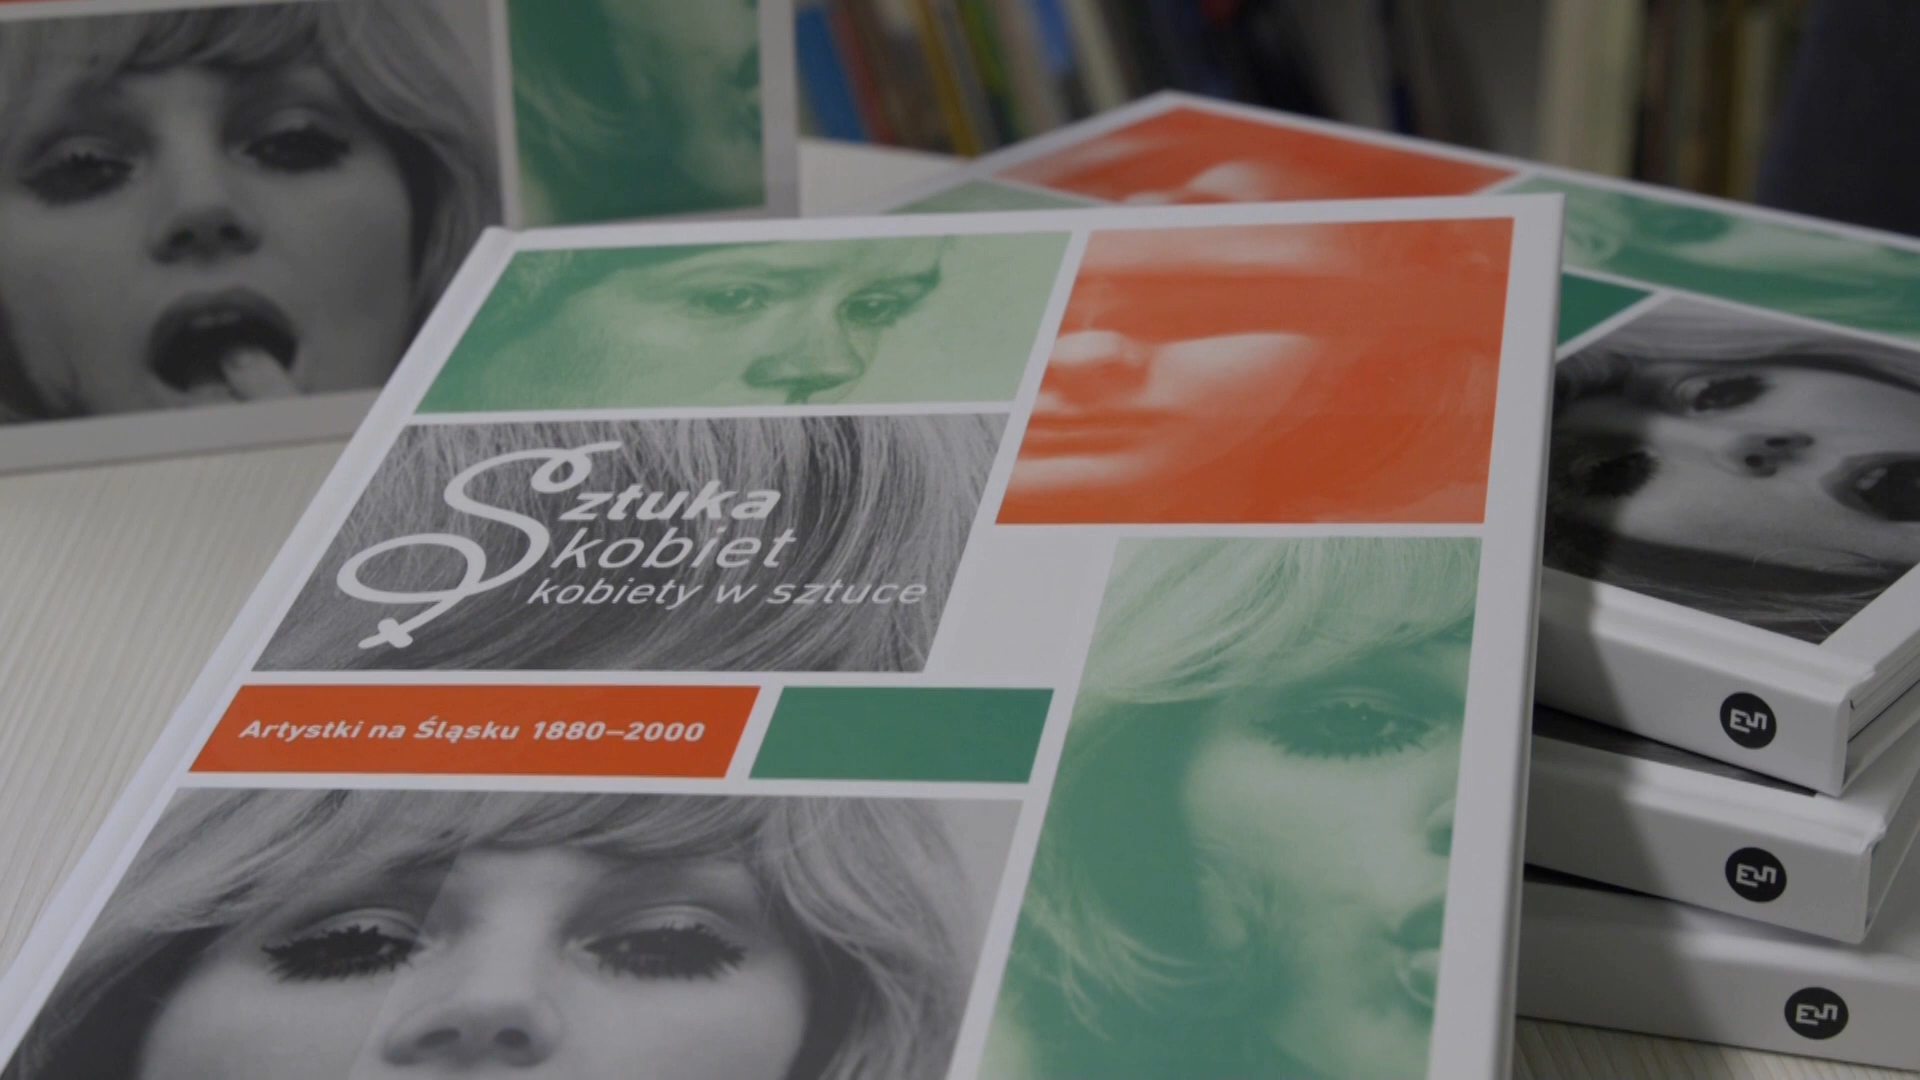 Sztuka
kobiet
kobiety w sztuce
Artystki na Śląsku 1880–2000